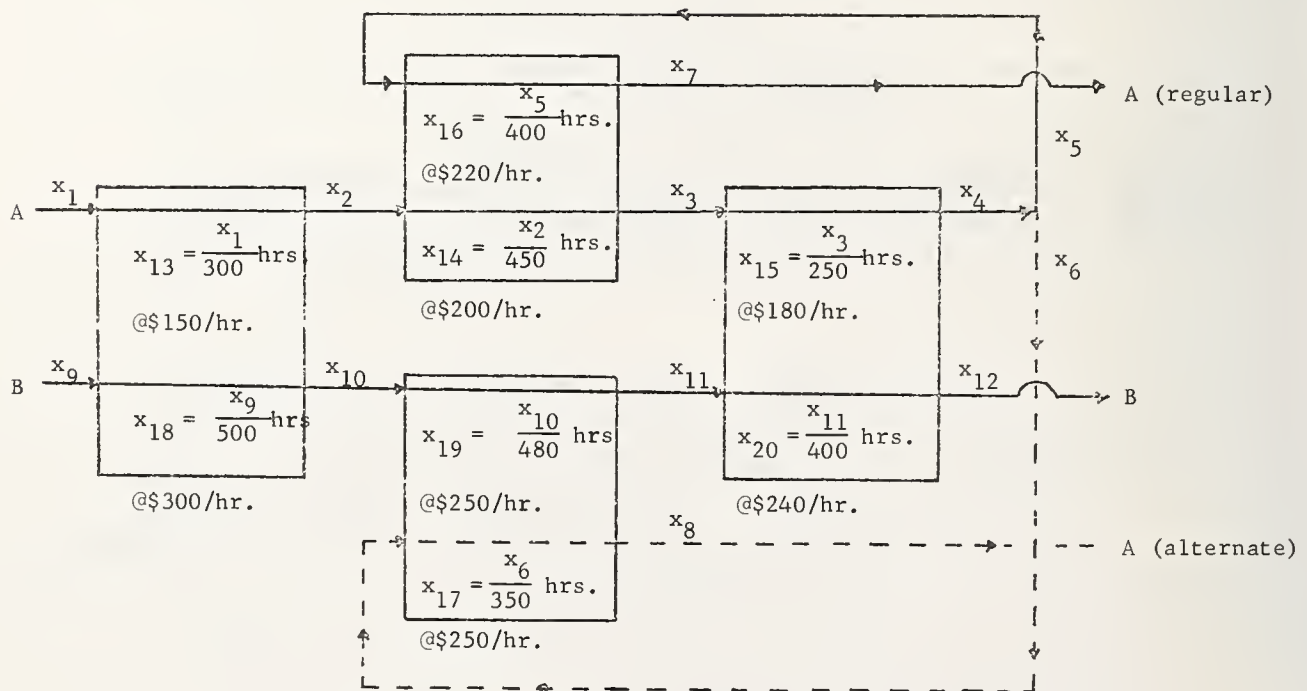 x7
A (regular)
x16 = x5/400 hrs.
@$220/hr.
x5
x1
x2
x3
x4
A
x13 = x1/300 hrs
x14 = x2/450 hrs.
x15 = x3/250 hrs.
x6
@$150/hr.
@$200/hr.
@$180/hr.
x9
x10
x11
x12
B
B
x18 = x9/500 hrs
x19 = x10/480 hrs
x20 = x11/400 hrs.
@$300/hr.
@$250/hr.
@$240/hr.
x8
A (alternate)
x17 = x6/350 hrs.
@$250/hr.